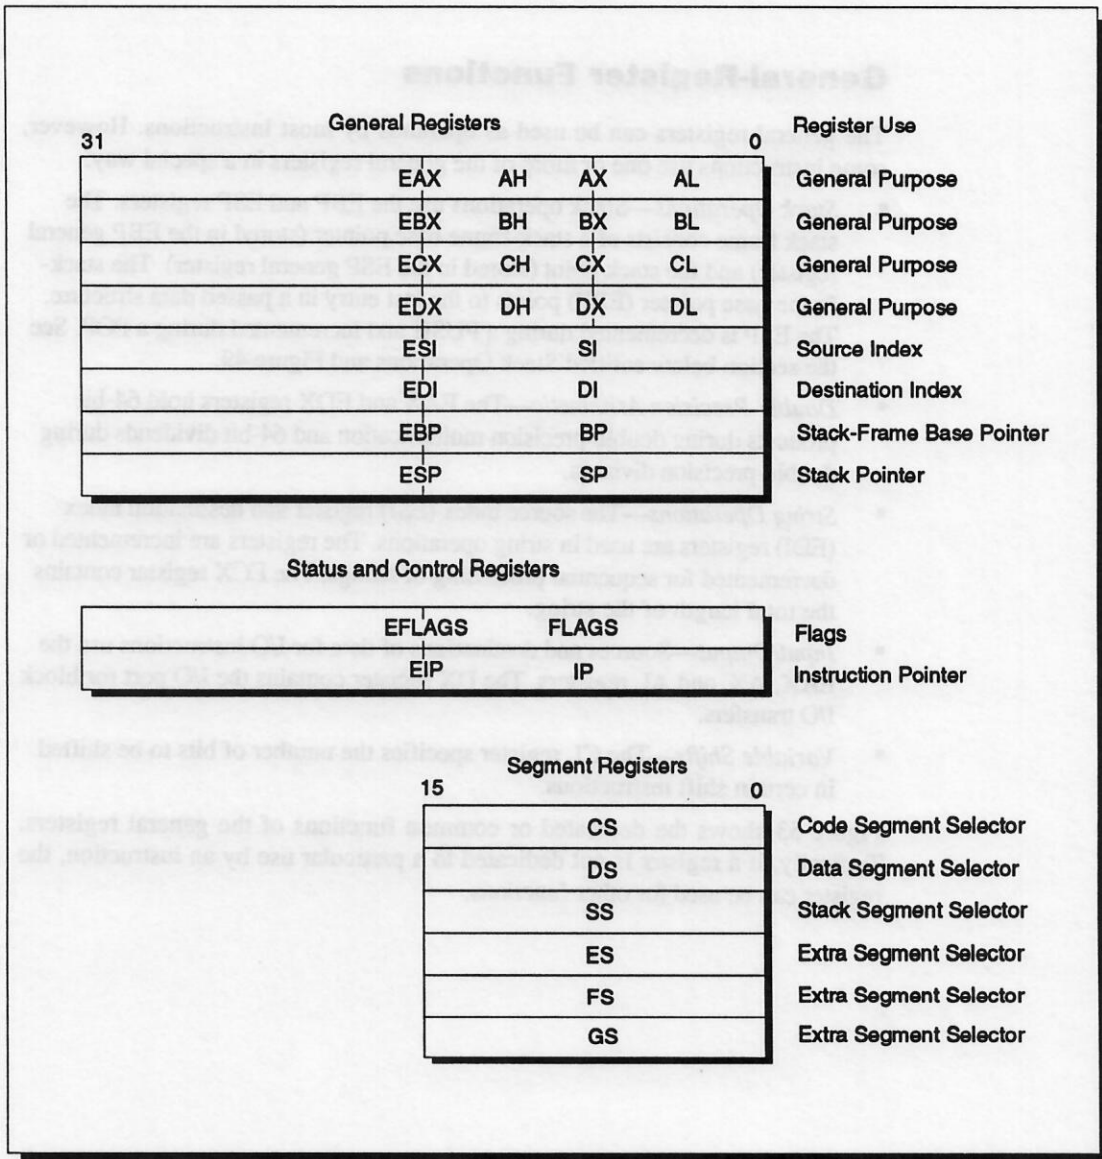 General Registers Register Use
31 0
EAX AH AX AL General Purpose
EBX BH BX BL General Purpose
ECX CH CX CL General Purpose
EDX DH DX DL General Purpose
ESI SI Source Index
EDI DI Destination Index
EBP BP Stack-Frame Base Pointer
ESP SP Stack Pointer
Status and Control Registers
EFLAGS FLAGS Flags
EIP IP Instruction Pointer
Segment Registers
15 0
CS Code Segment Selector
DS Data Segment Selector
SS Stack Segment Selector
ES Extra Segment Selector
FS Extra Segment Selector
GS Extra Segment Selector